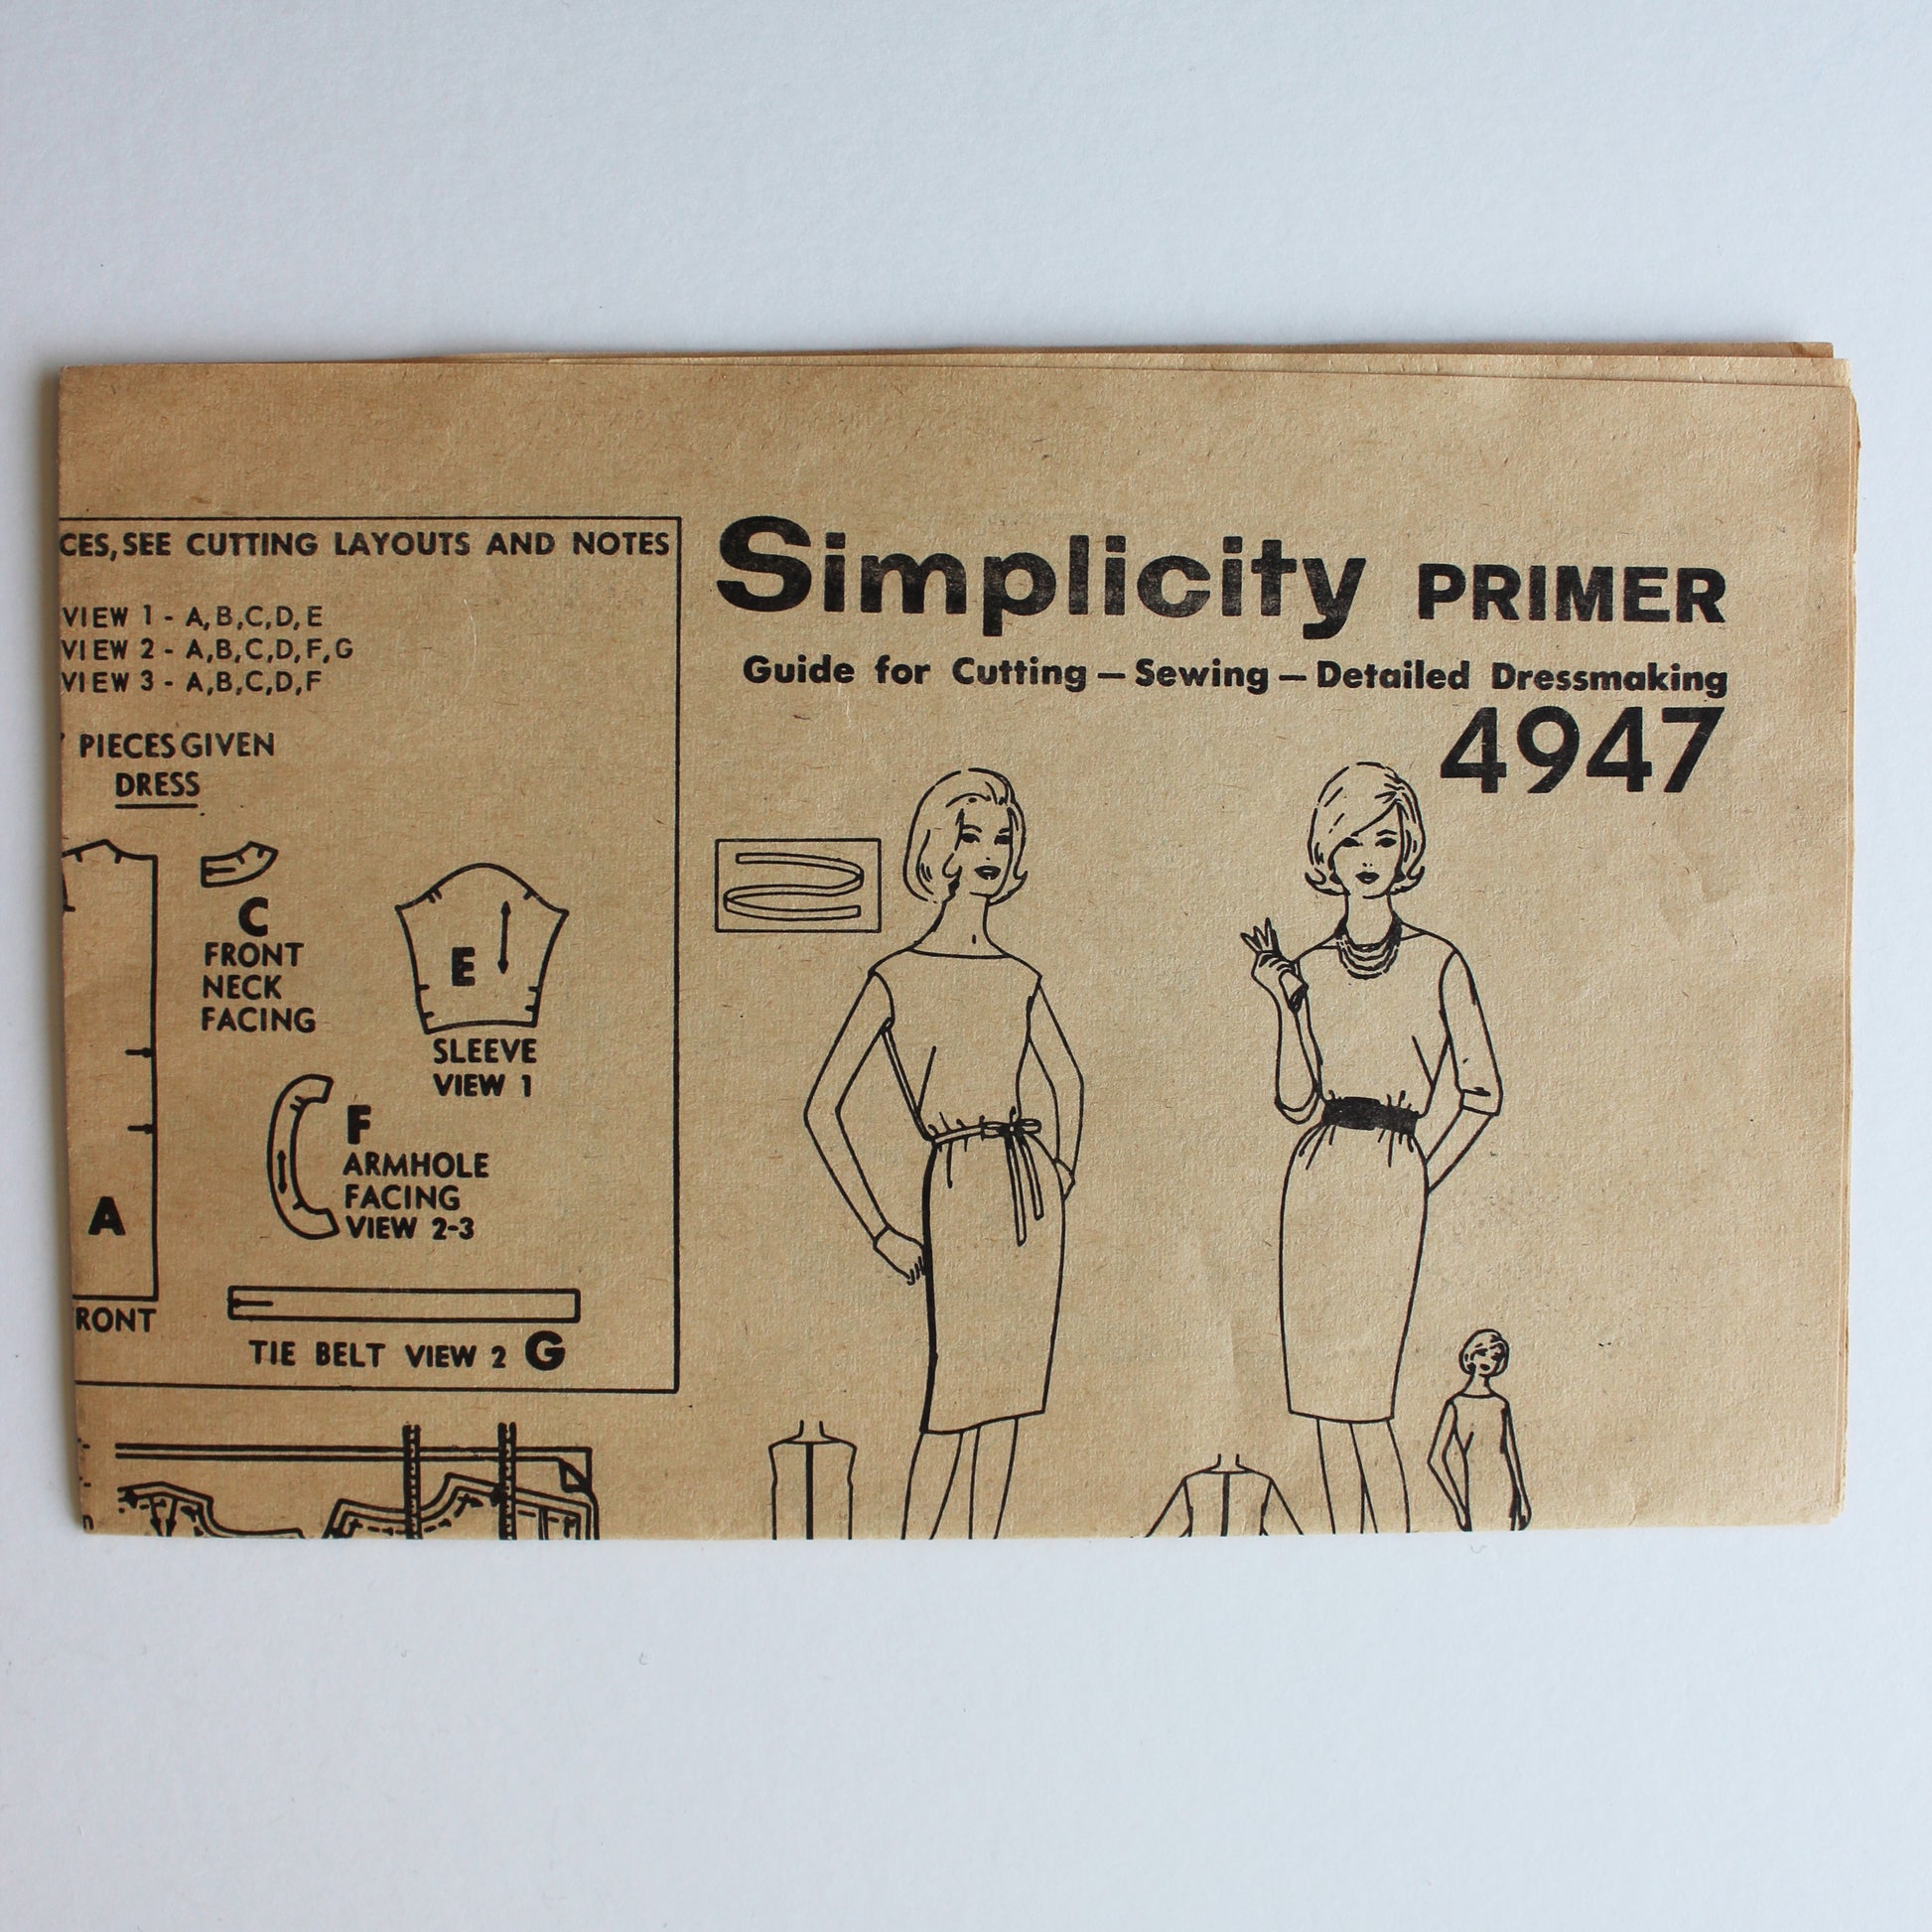 CES, SEE CUTTING LAYOUTS AND NOTES
VIEW 1 - A, B, C, D, E
VIEW 2 - A, B, C, D, F, G
VIEW 3 - A, B, C, D, F
PIECES GIVEN
DRESS
C
FRONT
NECK
FACING
E
SLEEVE
VIEW 1
F
ARMHOLE
FACING
VIEW 2-3
A
RONT
TIE BELT VIEW 2 G
Simplicity PRIMER
Guide for Cutting — Sewing — Detailed Dressmaking
4947